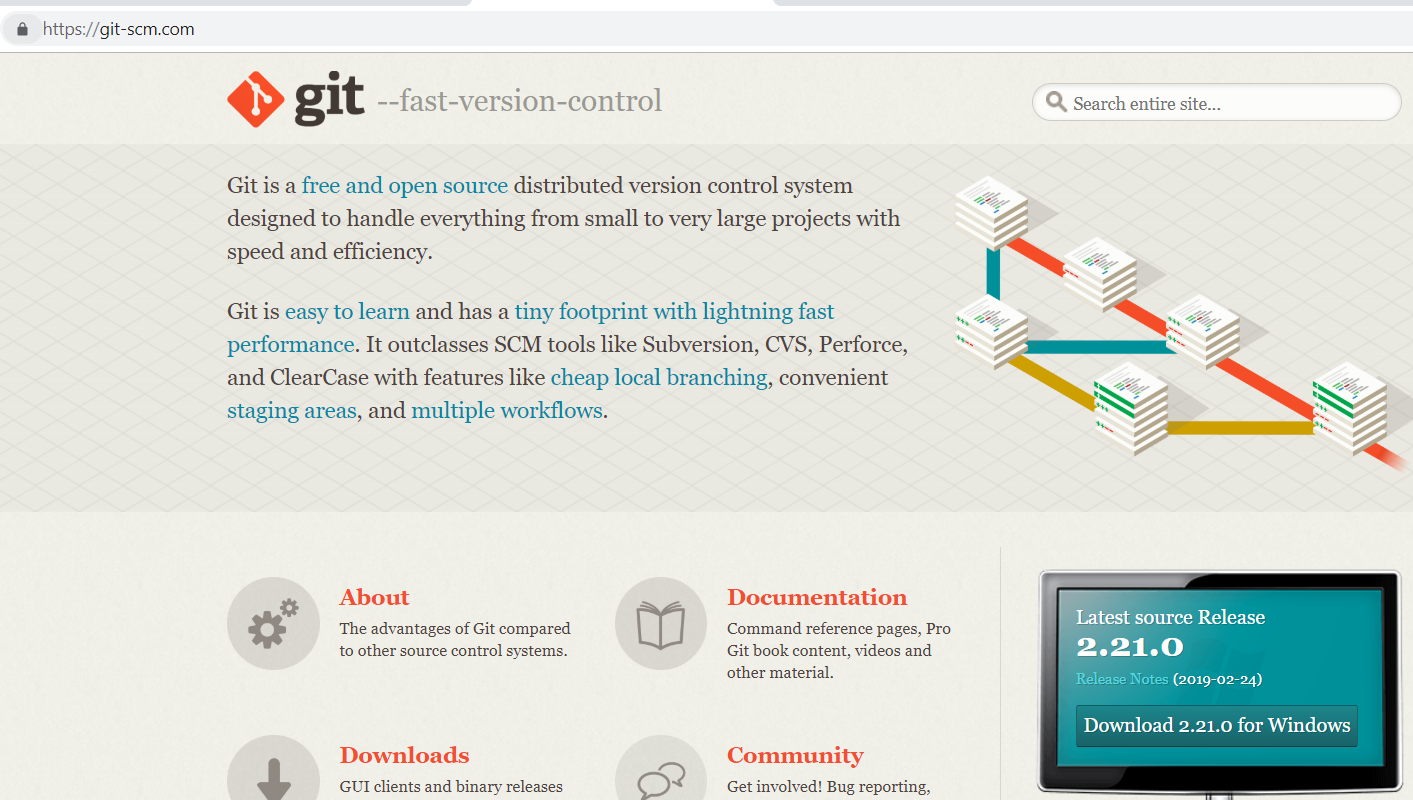 https://git-scm.com
git --fast-version-control
Search entire site...
Git is a free and open source distributed version control system
designed to handle everything from small to very large projects with
speed and efficiency.
Git is easy to learn and has a tiny footprint with lightning fast
performance. It outclasses SCM tools like Subversion, CVS, Perforce,
and ClearCase with features like cheap local branching, convenient
staging areas, and multiple workflows.
About
The advantages of Git compared
to other source control systems.
Documentation
Command reference pages, Pro
Git book content, videos and
other material.
Downloads
GUI clients and binary releases
Community
Get involved! Bug reporting,
Latest source Release
2.21.0
Release Notes (2019-02-24)
Download 2.21.0 for Windows